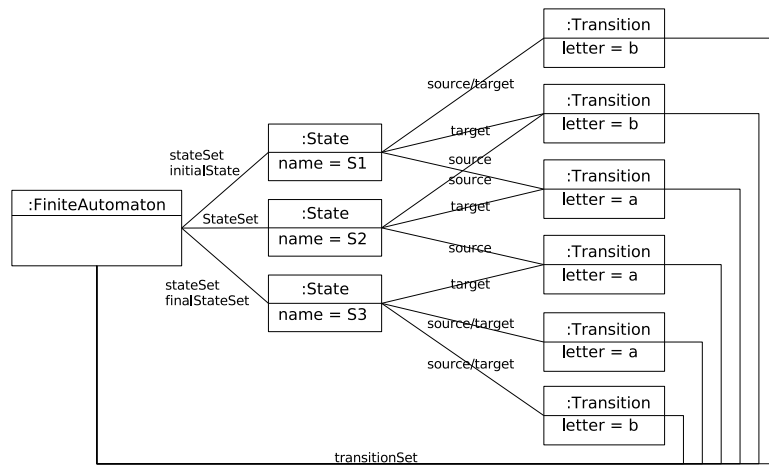 :Transition
letter = b
source/target
:Transition
letter = b
:State
name = S1
target
stateSet
initialState
source
source
:Transition
letter = a
:FiniteAutomaton
StateSet
:State
name = S2
target
source
:Transition
letter = a
stateSet
finalStateSet
:State
name = S3
target
source/target
:Transition
letter = a
source/target
:Transition
letter = b
transitionSet